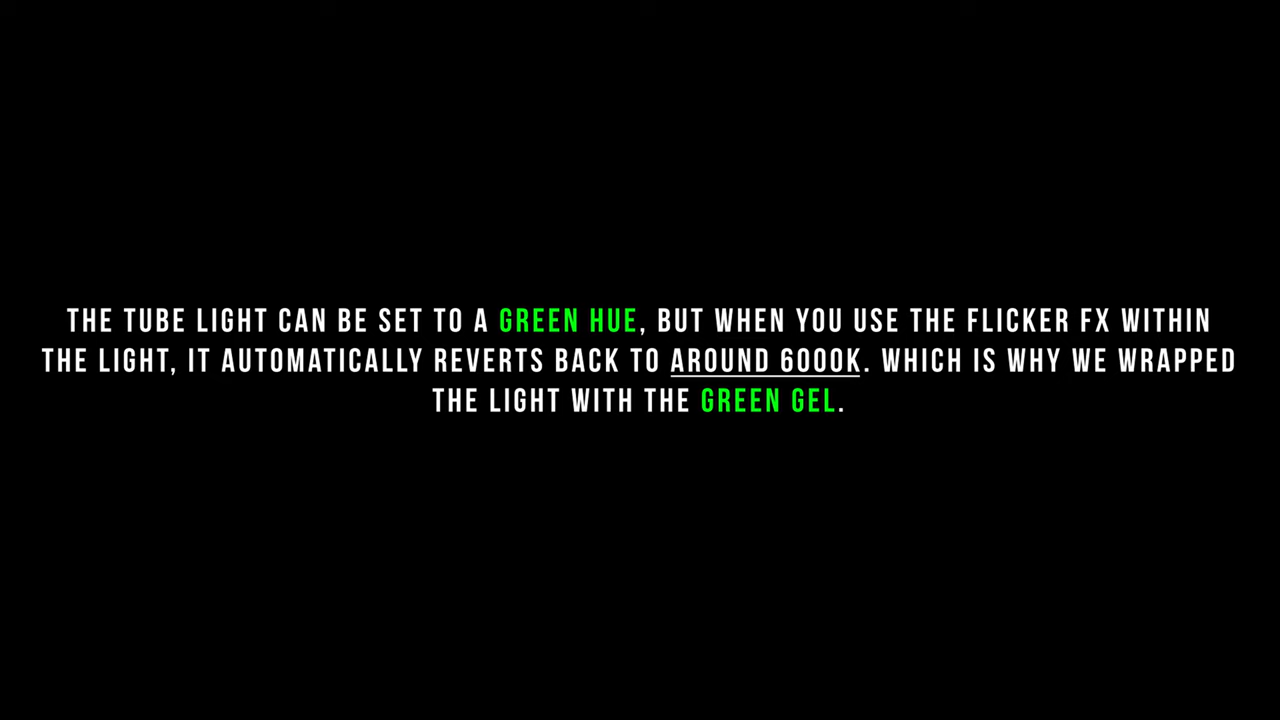 THE TUBE LIGHT CAN BE SET TO A GREEN HUE, BUT WHEN YOU USE THE FLICKER FX WITHIN
THE LIGHT, IT AUTOMATICALLY REVERTS BACK TO AROUND 6000K. WHICH IS WHY WE WRAPPED
THE LIGHT WITH THE GREEN GEL.